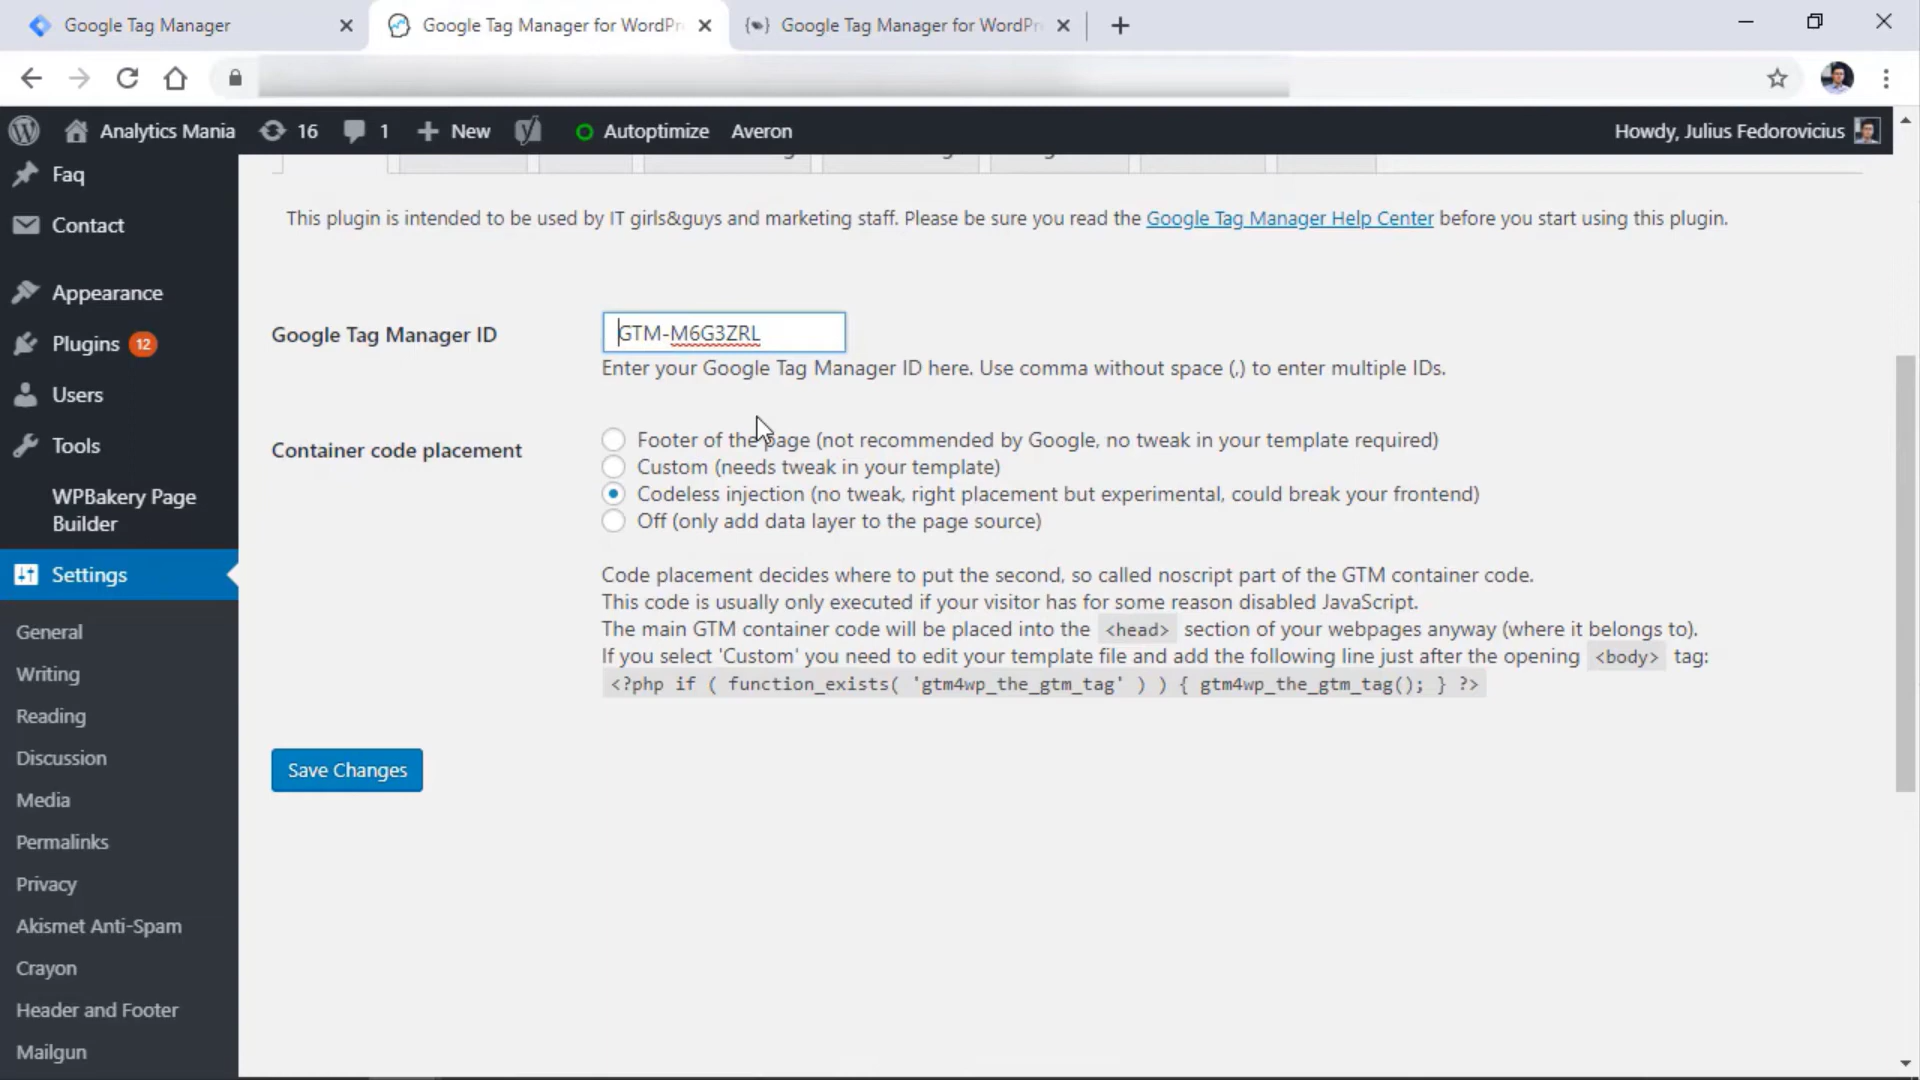 Google Tag Manager
Google Tag Manager for WordPr
Google Tag Manager for WordPr
Analytics Mania
16
1
New
Autoptimize
Averon
Howdy, Julius Fedorovicius
Faq
Contact
Appearance
Plugins 12
Users
Tools
WPBakery Page
Builder
Settings
General
Writing
Reading
Discussion
Media
Permalinks
Privacy
Akismet Anti-Spam
Crayon
Header and Footer
Mailgun
This plugin is intended to be used by IT girls&guys and marketing staff. Please be sure you read the Google Tag Manager Help Center before you start using this plugin.
Google Tag Manager ID
GTM-M6G3ZRL
Enter your Google Tag Manager ID here. Use comma without space (,) to enter multiple IDs.
Container code placement
Footer of the page (not recommended by Google, no tweak in your template required)
Custom (needs tweak in your template)
Codeless injection (no tweak, right placement but experimental, could break your frontend)
Off (only add data layer to the page source)
Code placement decides where to put the second, so called noscript part of the GTM container code.
This code is usually only executed if your visitor has for some reason disabled JavaScript.
The main GTM container code will be placed into the <head> section of your webpages anyway (where it belongs to).
If you select 'Custom' you need to edit your template file and add the following line just after the opening <body> tag:
<?php if ( function_exists( 'gtm4wp_the_gtm_tag' ) ) { gtm4wp_the_gtm_tag(); } ?>
Save Changes